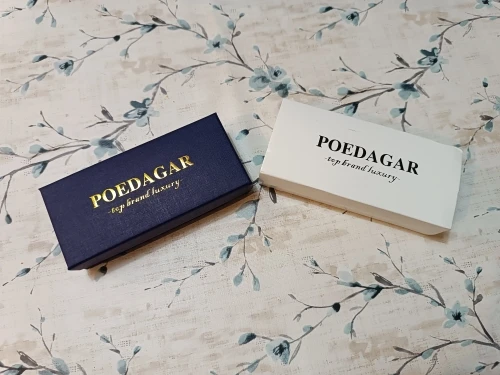 POEDAGAR
-top brand luxury-
POEDAGAR
-top brand luxury-